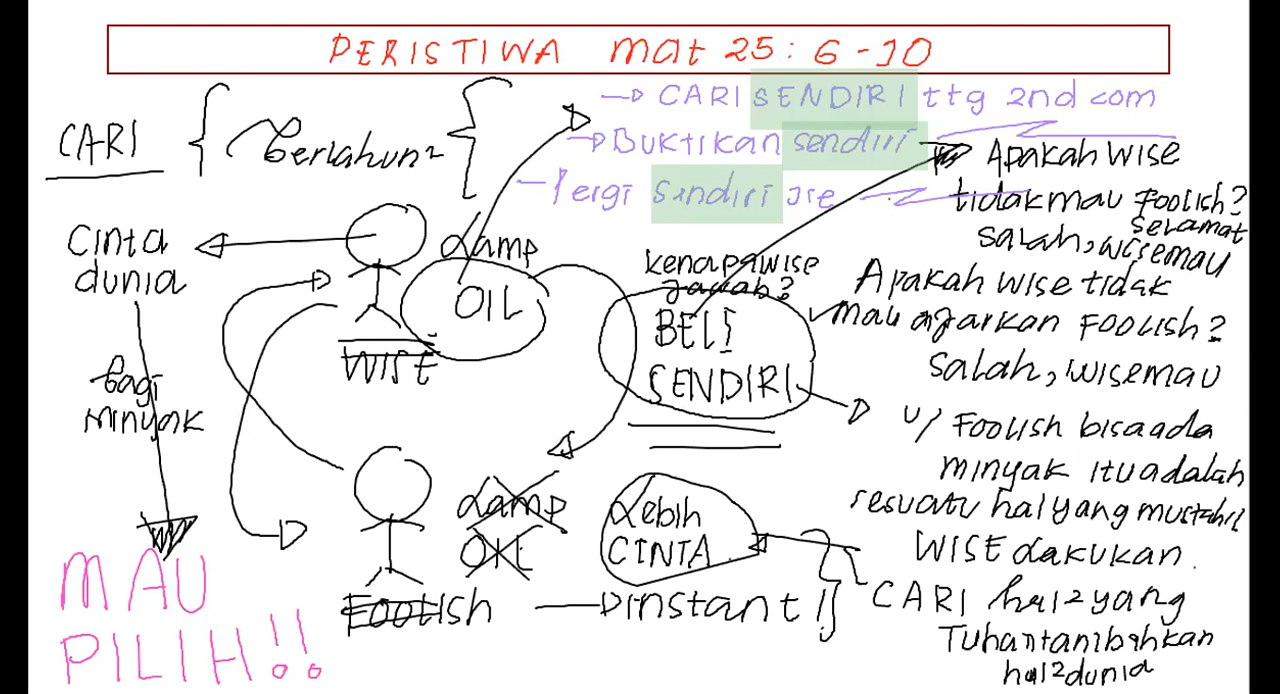 PERISTIWA mat 25: 6-10
CARI
bertahun2
→ CARI SENDIRI ttg 2nd com
→ Buktikan sendiri
- Pergi sendiri
Apakah wise
tidak mau Foolish?
selamat
salah, wise mau
Apakah wise tidak
mau ajarkan Foolish?
salah, wise mau
Cinta
dunia
Lamp
OIL
WISE
kenapa wise
jawab?
BELI
SENDIRI
u/ Foolish bisa ada
minyak itu adalah
sesuatu hal yang mustahil
WISE lakukan.
bagi
minyak
Lamp
OIL
Foolish
Lebih
CINTA
instant !!
CARI hal2 yang
Tuhan tambahkan
hal2 dunia
MAU
PILIH!!